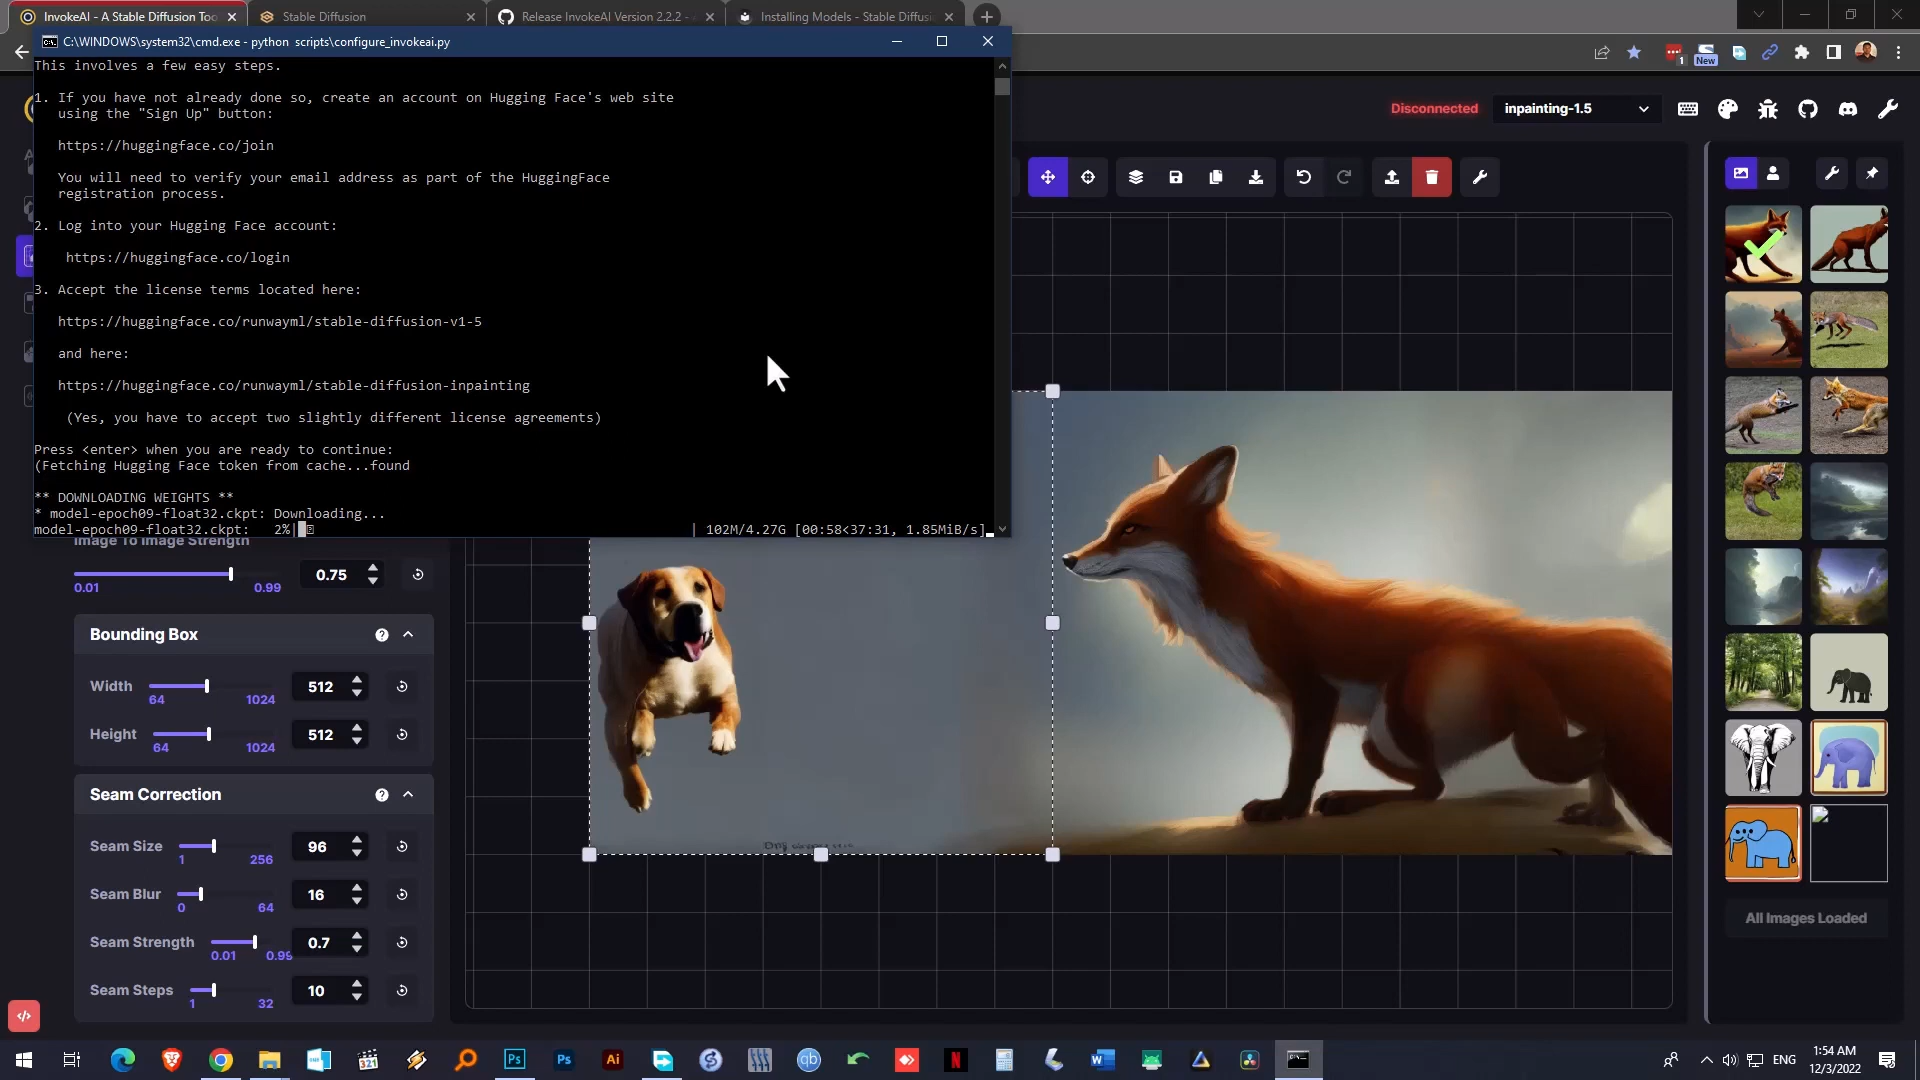 InvokeAI - A Stable Diffusion Too
Stable Diffusion
Release InvokeAI Version 2.2.2 -
Installing Models - Stable Diffusi
C:\WINDOWS\system32\cmd.exe - python  scripts\configure_invokeai.py
New
1
This involves a few easy steps.
1. If you have not already done so, create an account on Hugging Face's web site
using the "Sign Up" button:
https://huggingface.co/join
You will need to verify your email address as part of the HuggingFace
registration process.
2. Log into your Hugging Face account:
https://huggingface.co/login
3. Accept the license terms located here:
https://huggingface.co/runwayml/stable-diffusion-v1-5
and here:
https://huggingface.co/runwayml/stable-diffusion-inpainting
(Yes, you have to accept two slightly different license agreements)
Press <enter> when you are ready to continue:
(Fetching Hugging Face token from cache...found
** DOWNLOADING WEIGHTS **
* model-epoch09-float32.ckpt: Downloading...
model-epoch09-float32.ckpt:   2%| | 102M/4.27G [00:58<37:31, 1.85MiB/s]
Disconnected
inpainting-1.5
Image To Image Strength
0.75
0.01 0.99
Bounding Box
Width
512
64 1024
Height
512
64 1024
Seam Correction
Seam Size
96
1 256
Seam Blur
16
0 64
Seam Strength
0.7
0.01 0.99
Seam Steps
10
1 32
All Images Loaded
321
Ps
Ps
Ai
qb
N
W
ENG
1:54 AM
12/3/2022